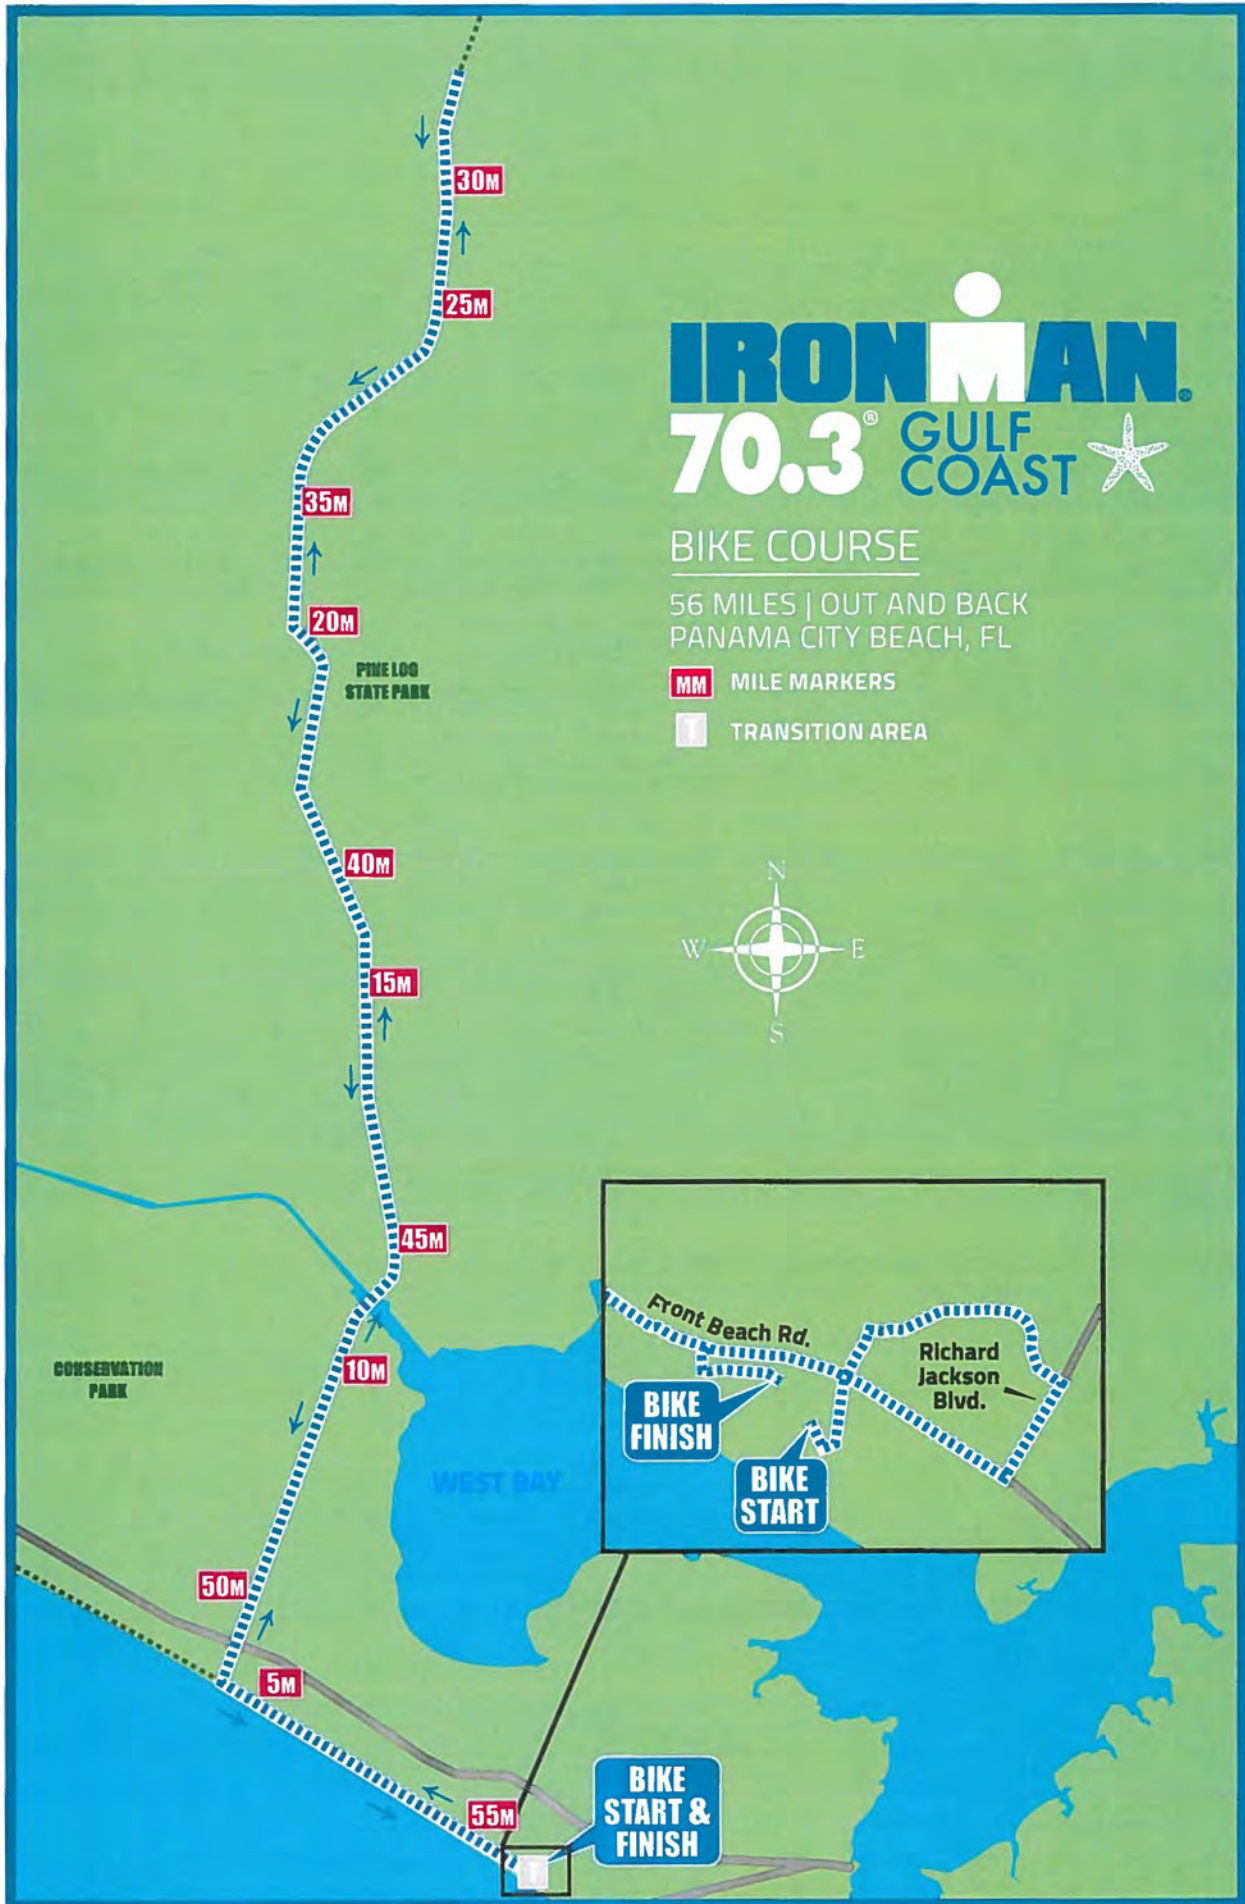 30M
25M
IRONMAN®
70.3® GULF
COAST
35M
BIKE COURSE
56 MILES | OUT AND BACK
PANAMA CITY BEACH, FL
20M
PINE LOG
STATE PARK
MM MILE MARKERS
T TRANSITION AREA
40M
N
W E
S
15M
45M
Front Beach Rd.
Richard
Jackson
Blvd.
BIKE
FINISH
BIKE
START
10M
CONSERVATION
PARK
WEST BAY
50M
5M
55M
BIKE
START &
FINISH
T